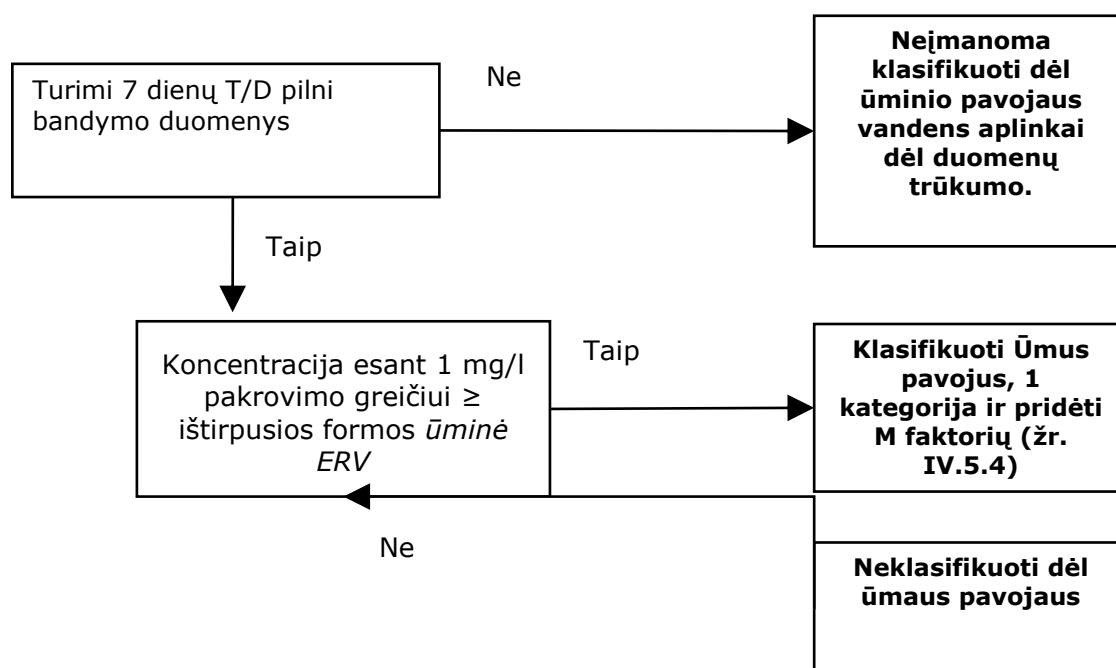 Turimi 7 dienų T/D pilni
bandymo duomenys
Ne
Neįmanoma
klasifikuoti dėl
ūminio pavojaus
vandens aplinkai
dėl duomenų
trūkumo.
Taip
Koncentracija esant 1 mg/l
pakrovimo greičiui ≥
ištirpusios formos ūminė
ERV
Taip
Klasifikuoti Ūmus
pavojus, 1
kategorija ir pridėti
M faktorių (žr.
IV.5.4)
Ne
Neklasifikuoti dėl
ūmaus pavojaus